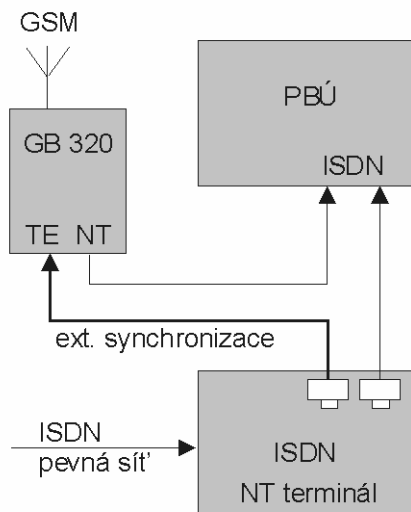 GSM
GB 320
TE NT
PBÚ
ISDN
ext. synchronizace
ISDN
pevná síť
ISDN
NT terminál